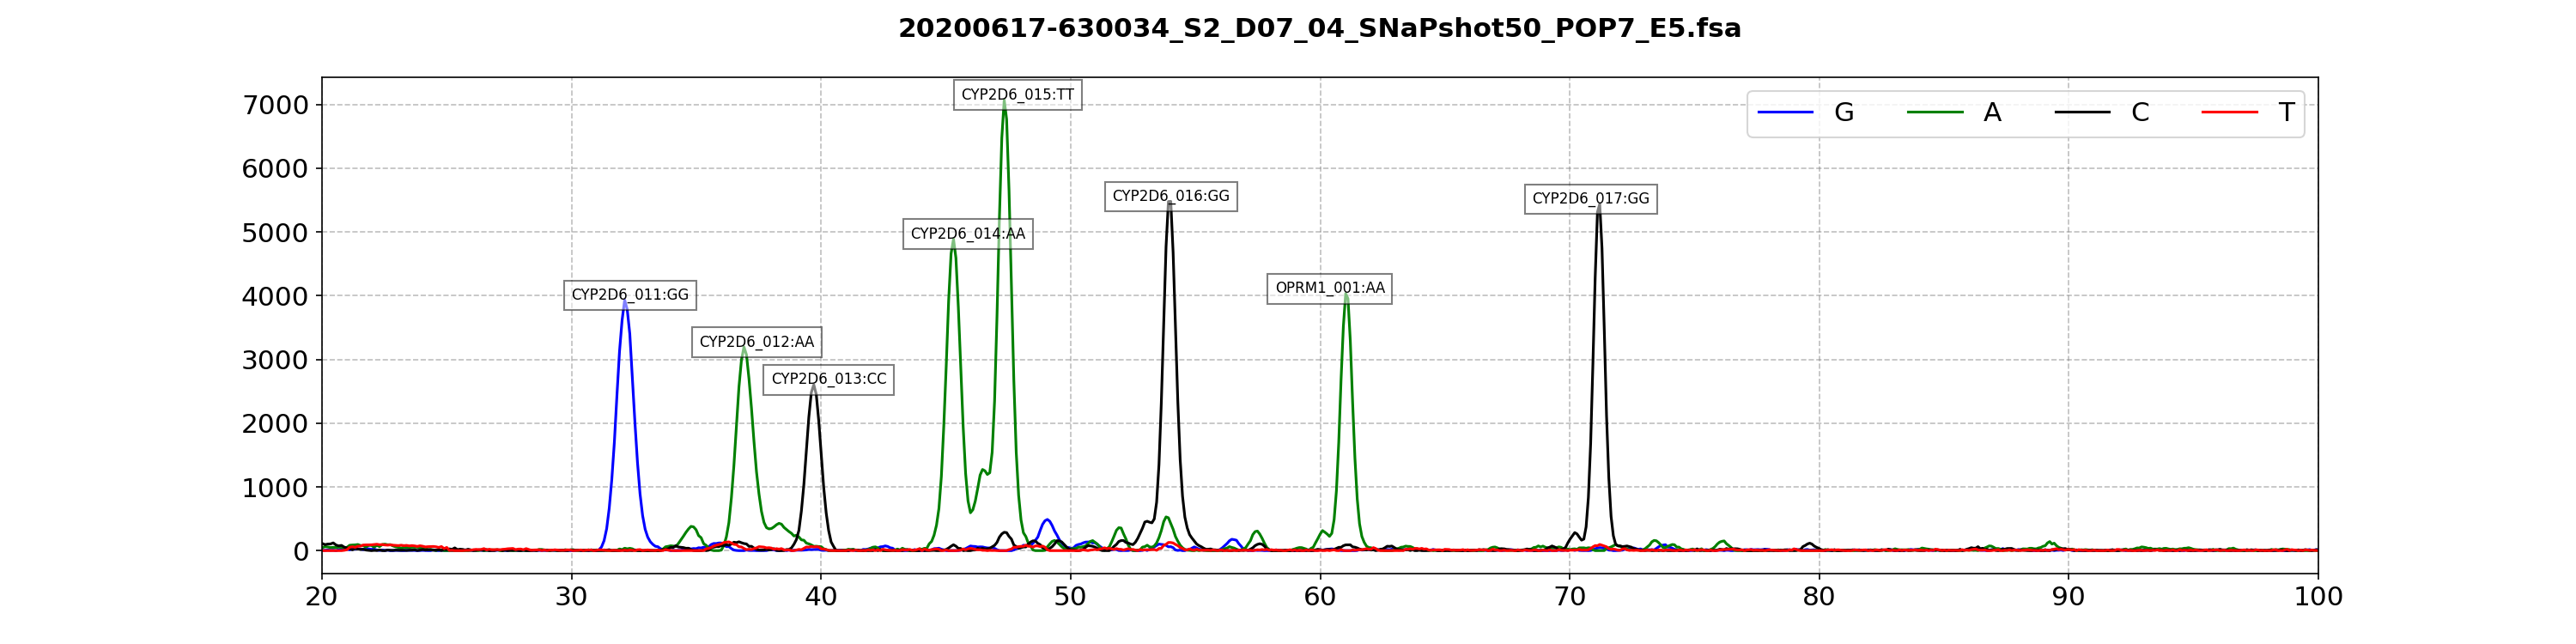 20200617-630034_S2_D07_04_SNaPshot50_POP7_E5.fsa
7000
6000
5000
4000
3000
2000
1000
0
CYP2D6_015:TT
G A C T
CYP2D6_016:GG
CYP2D6_017:GG
CYP2D6_014:AA
OPRM1_001:AA
CYP2D6_011:GG
CYP2D6_012:AA
CYP2D6_013:CC
20 30 40 50 60 70 80 90 100